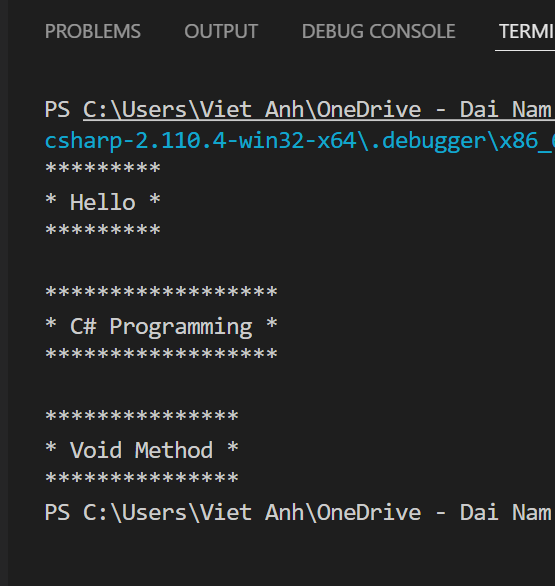 PROBLEMS OUTPUT DEBUG CONSOLE TERMI
PS C:\Users\Viet Anh\OneDrive - Dai Nam
csharp-2.110.4-win32-x64\.debugger\x86_
*********
* Hello *
*********
******************
* C# Programming *
******************
***************
* Void Method *
***************
PS C:\Users\Viet Anh\OneDrive - Dai Nam